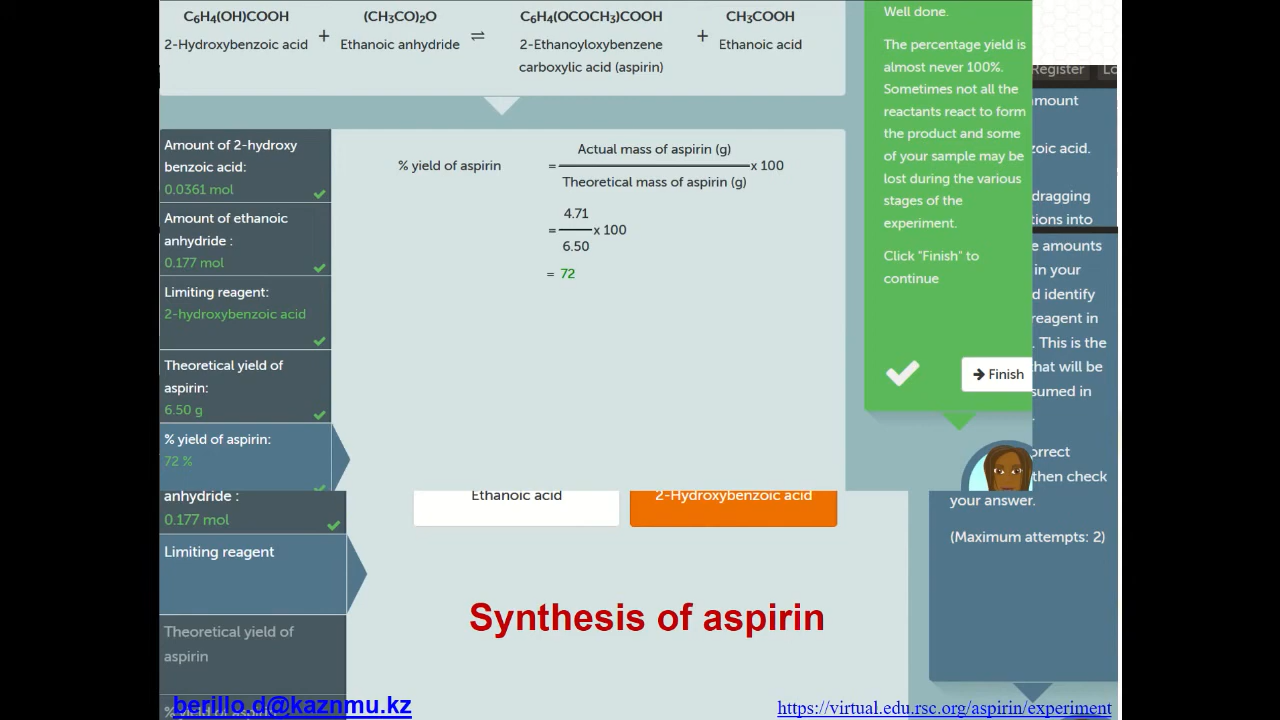 C₆H₄(OH)COOH
2-Hydroxybenzoic acid
+
(CH₃CO)₂O
Ethanoic anhydride
⇌
C₆H₄(OCOCH₃)COOH
2-Ethanoyloxybenzene
carboxylic acid (aspirin)
+
CH₃COOH
Ethanoic acid
Amount of 2-hydroxy
benzoic acid:
0.0361 mol
Amount of ethanoic
anhydride :
0.177 mol
Limiting reagent:
2-hydroxybenzoic acid
Theoretical yield of
aspirin:
6.50 g
% yield of aspirin:
72 %
% yield of aspirin
= Actual mass of aspirin (g) x 100
Theoretical mass of aspirin (g)
= 4.71 x 100
6.50
= 72
Well done.
The percentage yield is
almost never 100%.
Sometimes not all the
reactants react to form
the product and some
of your sample may be
lost during the various
stages of the
experiment.
Click "Finish" to
continue
Finish
Register
amount
zoic acid.
dragging
tions into
e amounts
in your
d identify
reagent in
. This is the
that will be
sumed in
orrect
then check
your answer.
(Maximum attempts: 2)
anhydride :
0.177 mol
Limiting reagent
Theoretical yield of
aspirin
% yield of aspirin
Ethanoic acid
2-Hydroxybenzoic acid
Synthesis of aspirin
berillo.d@kaznmu.kz
https://virtual.edu.rsc.org/aspirin/experiment